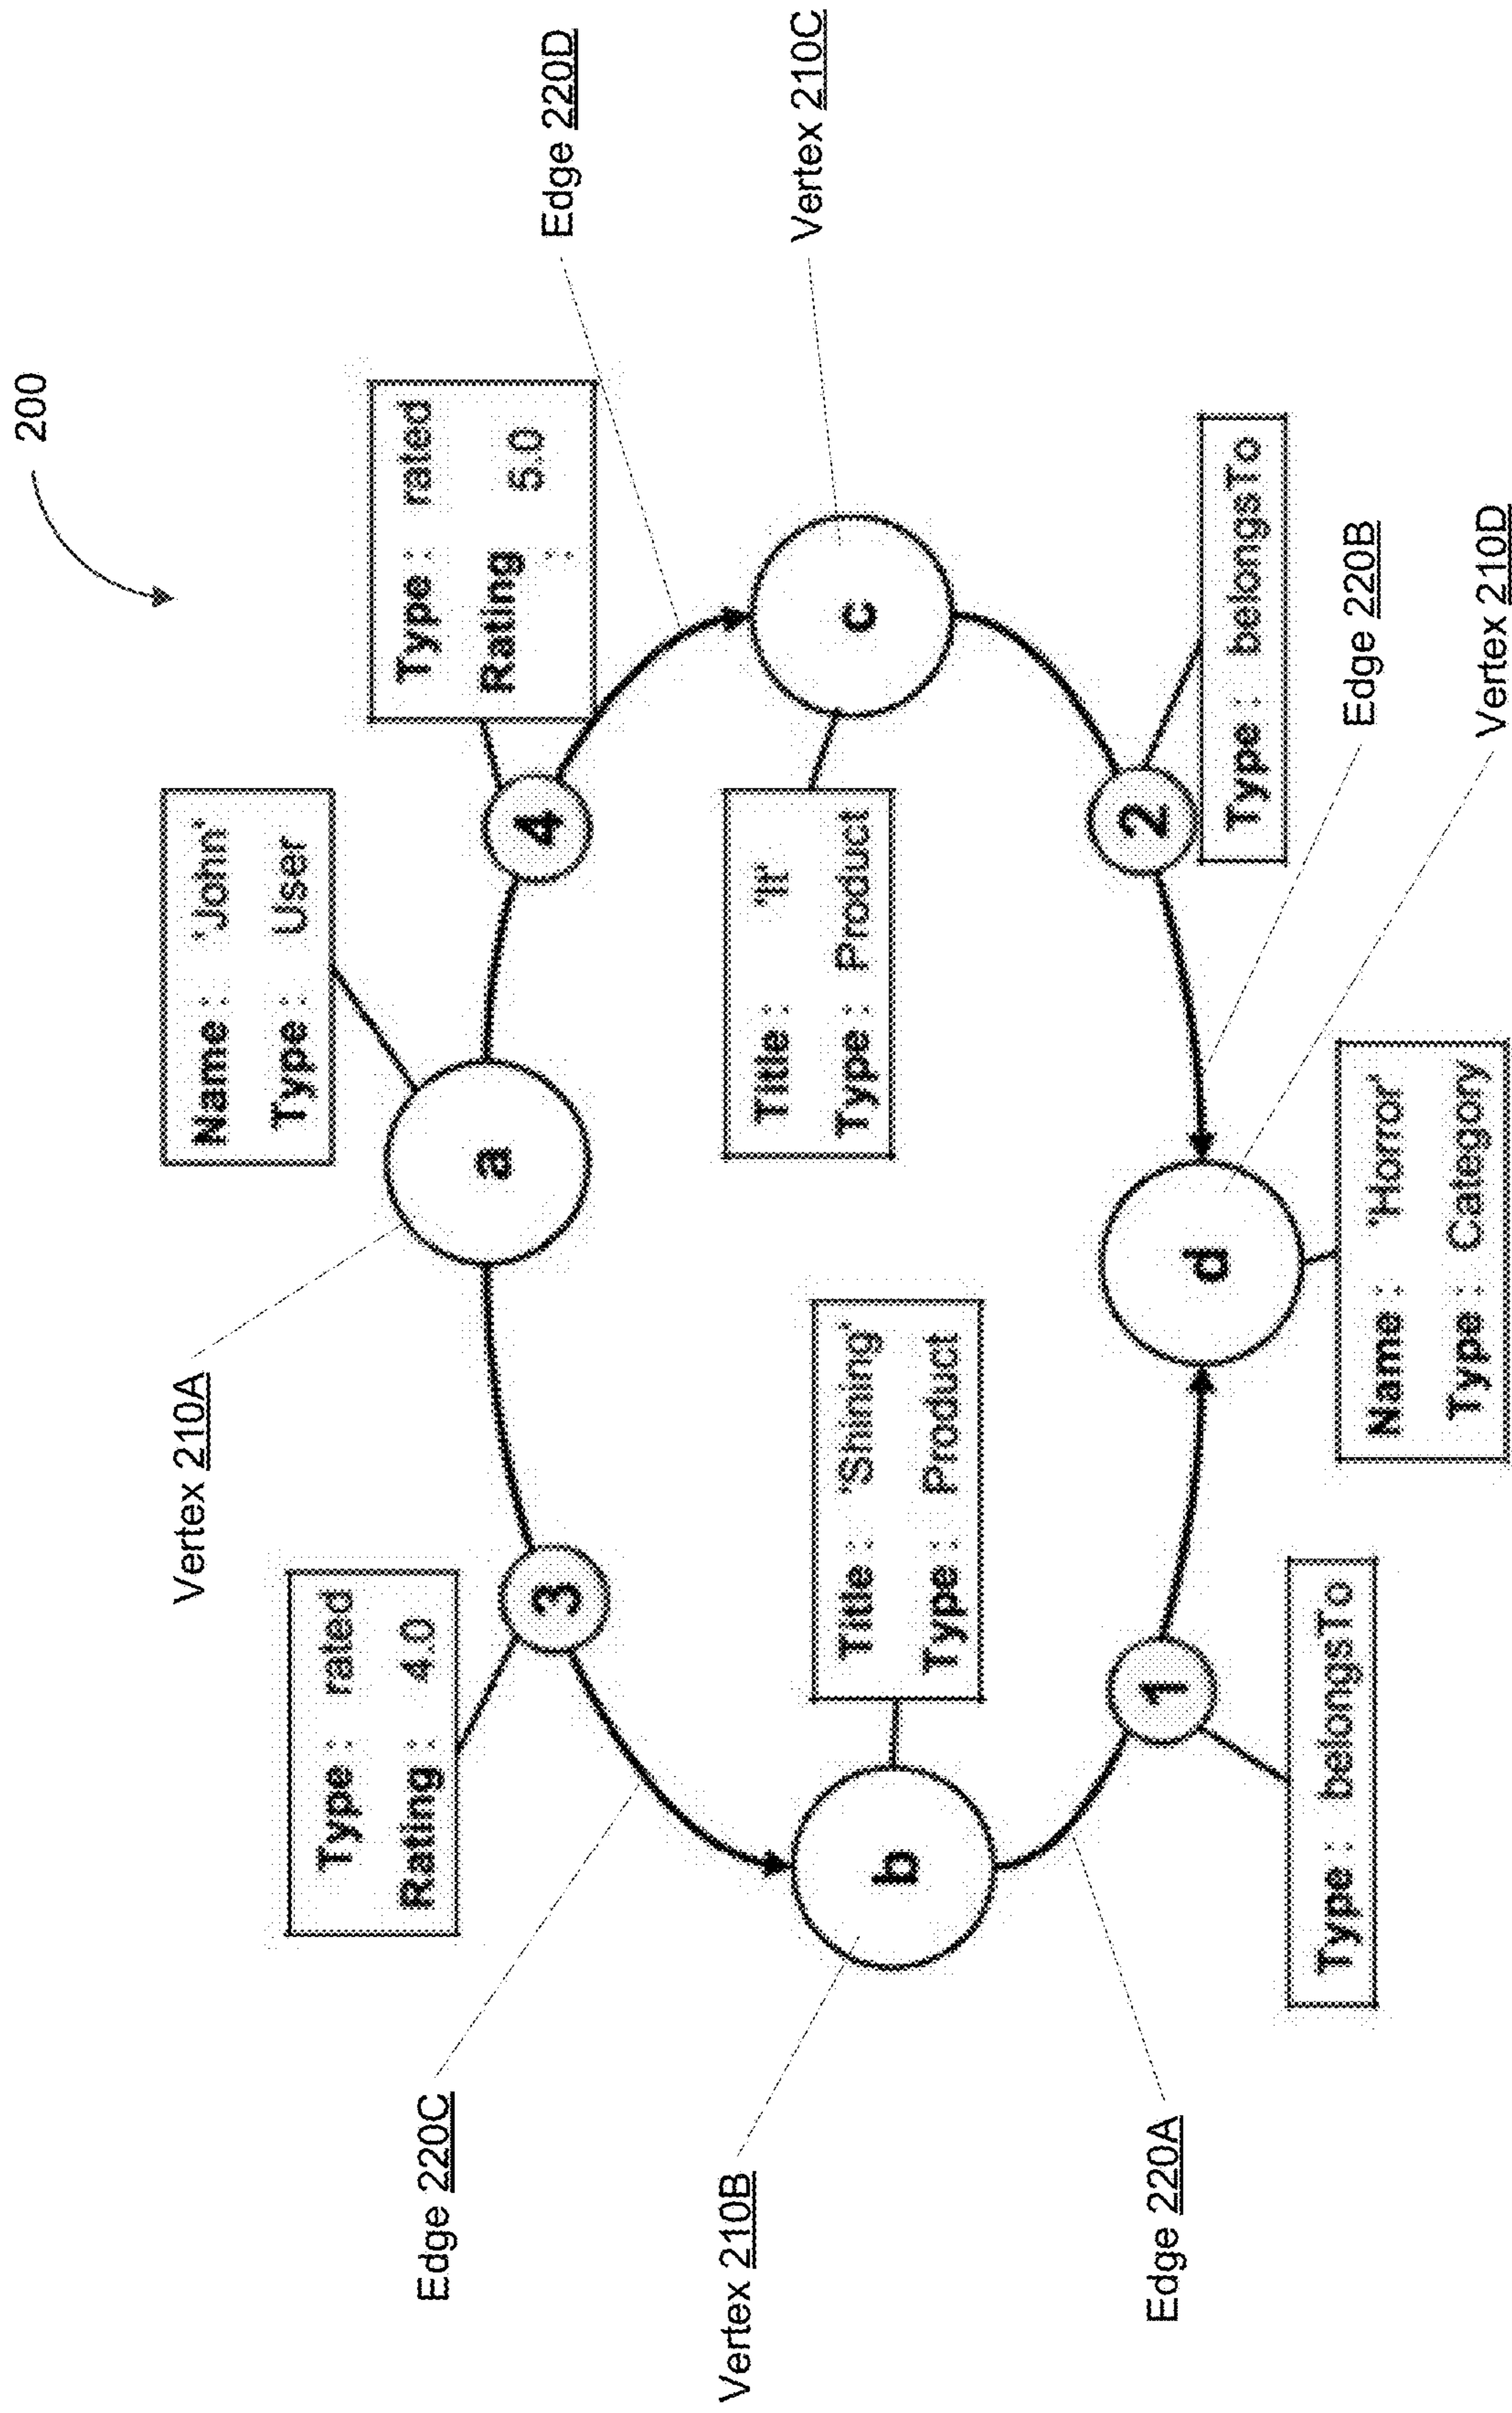 200
Vertex 210A
Name : 'John'
Type : User
Type : rated
Rating : 4.0
Type : rated
Rating : 5.0
Edge 220C
3
a
4
Edge 220D
Vertex 210B
b
Title : 'Shining'
Type : Product
Title : 'It'
Type : Product
c
Vertex 210C
Edge 220A
1
d
2
Type : belongsTo
Type : belongsTo
Edge 220B
Name : 'Horror'
Type : Category
Vertex 210D